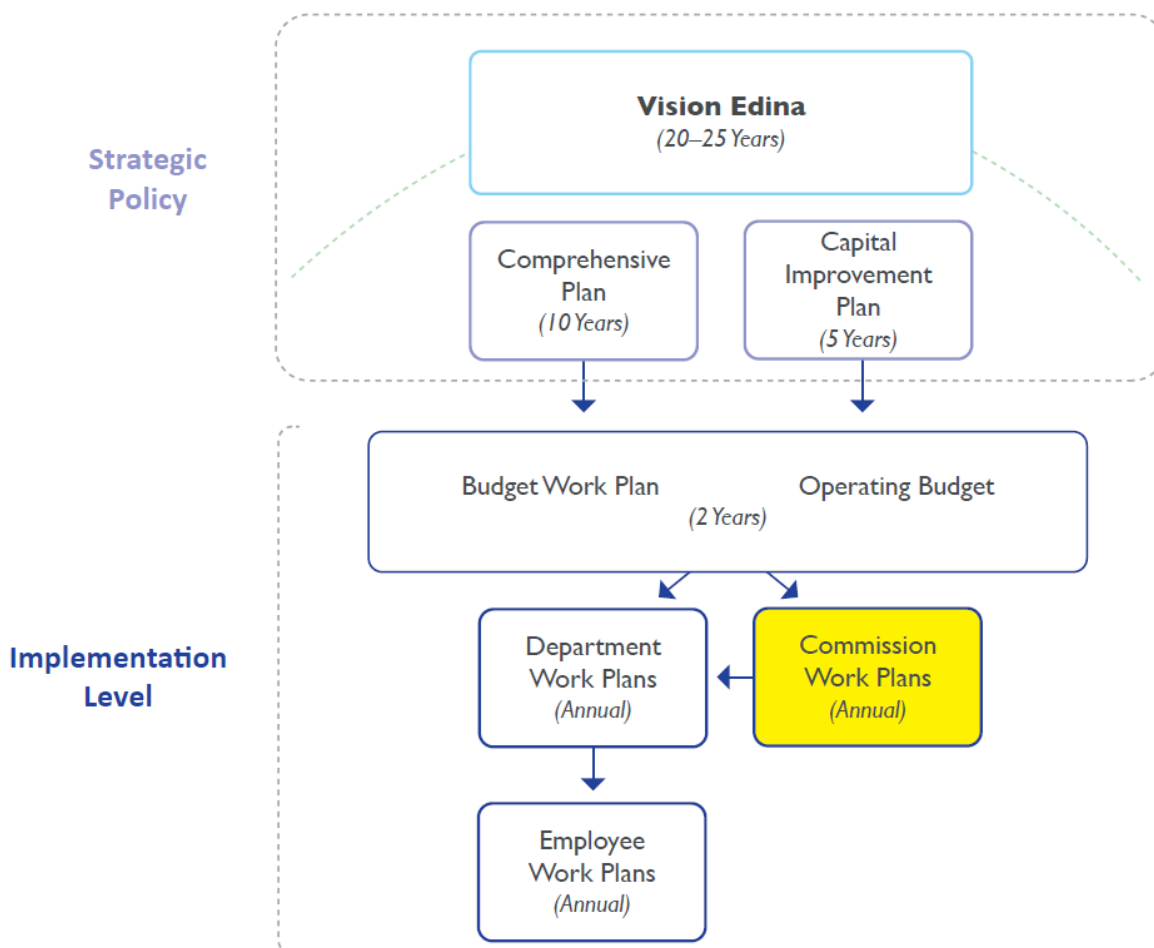 Strategic
Policy
Vision Edina
(20–25 Years)
Comprehensive
Plan
(10 Years)
Capital
Improvement
Plan
(5 Years)
Implementation
Level
Budget Work Plan
Operating Budget
(2 Years)
Department
Work Plans
(Annual)
Commission
Work Plans
(Annual)
Employee
Work Plans
(Annual)